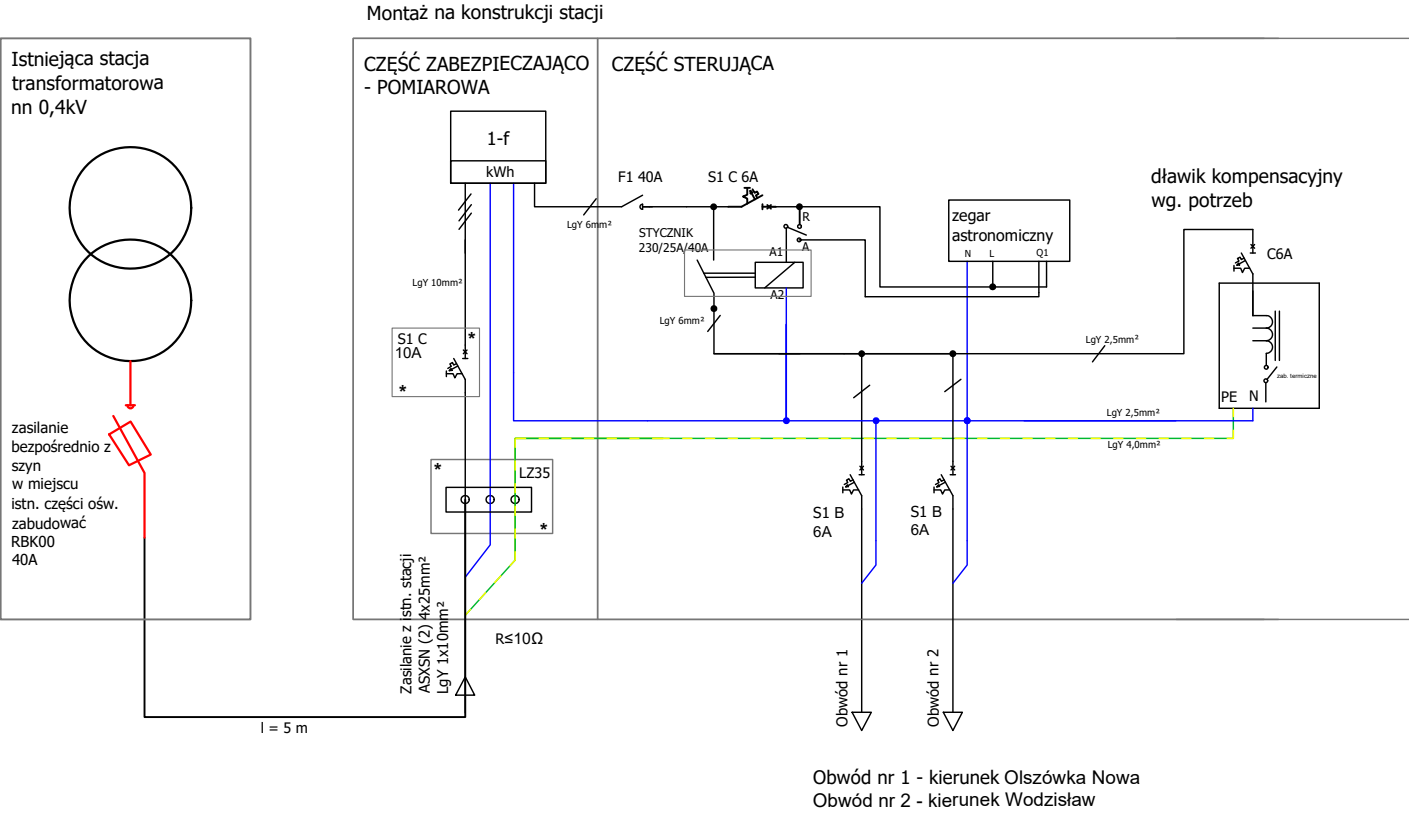 Montaż na konstrukcji stacji
Istniejąca stacja
transformatorowa
nn 0,4kV
zasilanie
bezpośrednio z
szyn
w miejscu
istn. części ośw.
zabudować
RBK00
40A
l = 5 m
CZĘŚĆ ZABEZPIECZAJĄCO
- POMIAROWA
1-f
kWh
LgY 10mm²
S1 C
10A
*
*
*
LZ35
*
Zasilanie z istn. stacji
ASXSN (2) 4x25mm²
LgY 1x10mm²
R≤10Ω
CZĘŚĆ STERUJĄCA
F1 40A
LgY 6mm²
S1 C 6A
STYCZNIK
230/25A/40A
R
A
A1
A2
LgY 6mm²
zegar
astronomiczny
N
L
Q1
dławik kompensacyjny
wg. potrzeb
C6A
zab. termiczne
PE
N
LgY 2,5mm²
LgY 2,5mm²
LgY 4,0mm²
S1 B
6A
S1 B
6A
Obwód nr 1
Obwód nr 2
Obwód nr 1 - kierunek Olszówka Nowa
Obwód nr 2 - kierunek Wodzisław